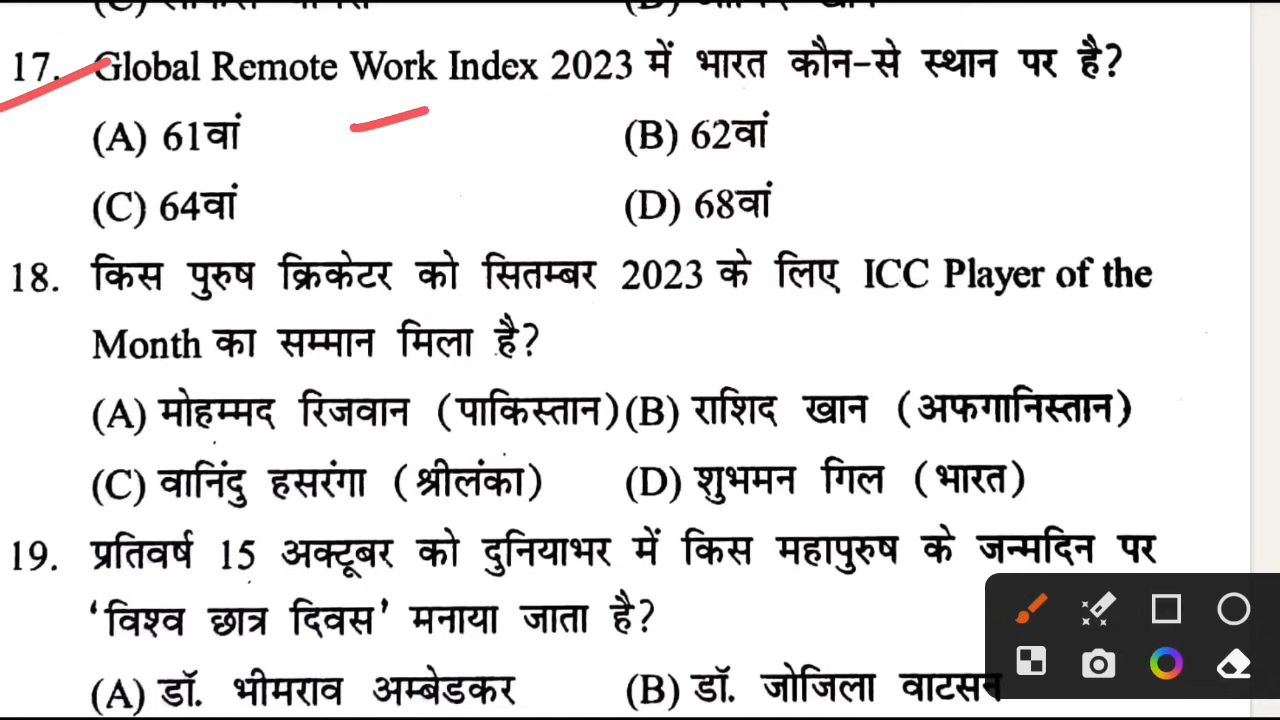 17. Global Remote Work Index 2023 में भारत कौन-से स्थान पर है?
(A) 61वां (B) 62वां
(C) 64वां (D) 68वां
18. किस पुरुष क्रिकेटर को सितम्बर 2023 के लिए ICC Player of the
Month का सम्मान मिला है?
(A) मोहम्मद रिजवान (पाकिस्तान) (B) राशिद खान (अफगानिस्तान)
(C) वानिंदु हसरंगा (श्रीलंका) (D) शुभमन गिल (भारत)
19. प्रतिवर्ष 15 अक्टूबर को दुनियाभर में किस महापुरुष के जन्मदिन पर
‘विश्व छात्र दिवस’ मनाया जाता है?
(A) डॉ. भीमराव अम्बेडकर (B) डॉ. जोजिला वाटसन